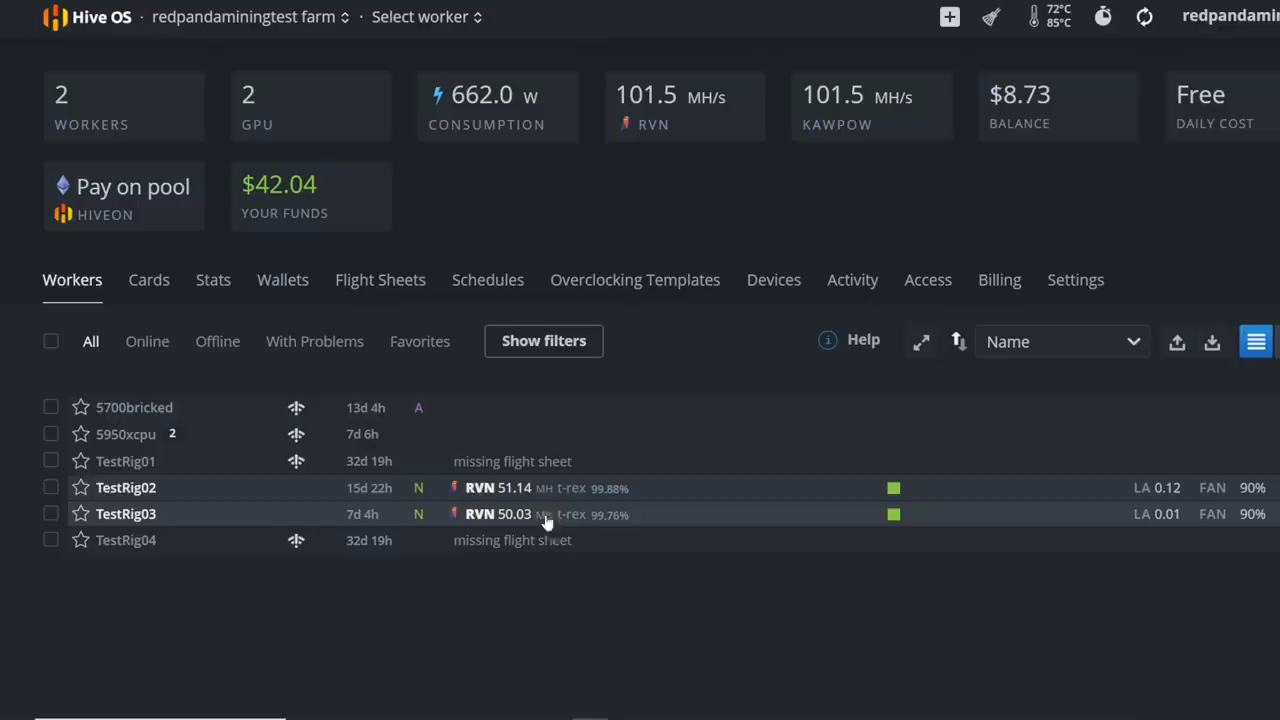 Hive OS · redpandaminingtest farm · Select worker 72°C 85°C redpandamin
2 2 662.0 W 101.5 MH/s 101.5 MH/s $8.73 Free
WORKERS GPU CONSUMPTION RVN KAWPOW BALANCE DAILY COST
Pay on pool $42.04
HIVEON YOUR FUNDS
Workers Cards Stats Wallets Flight Sheets Schedules Overclocking Templates Devices Activity Access Billing Settings
All Online Offline With Problems Favorites Show filters Help Name
5700bricked 13d 4h A
5950xcpu 2 7d 6h
TestRig01 32d 19h missing flight sheet
TestRig02 15d 22h N RVN 51.14 MH t-rex 99.88% LA 0.12 FAN 90%
TestRig03 7d 4h N RVN 50.03 t-rex 99.76% LA 0.01 FAN 90%
TestRig04 32d 19h missing flight sheet